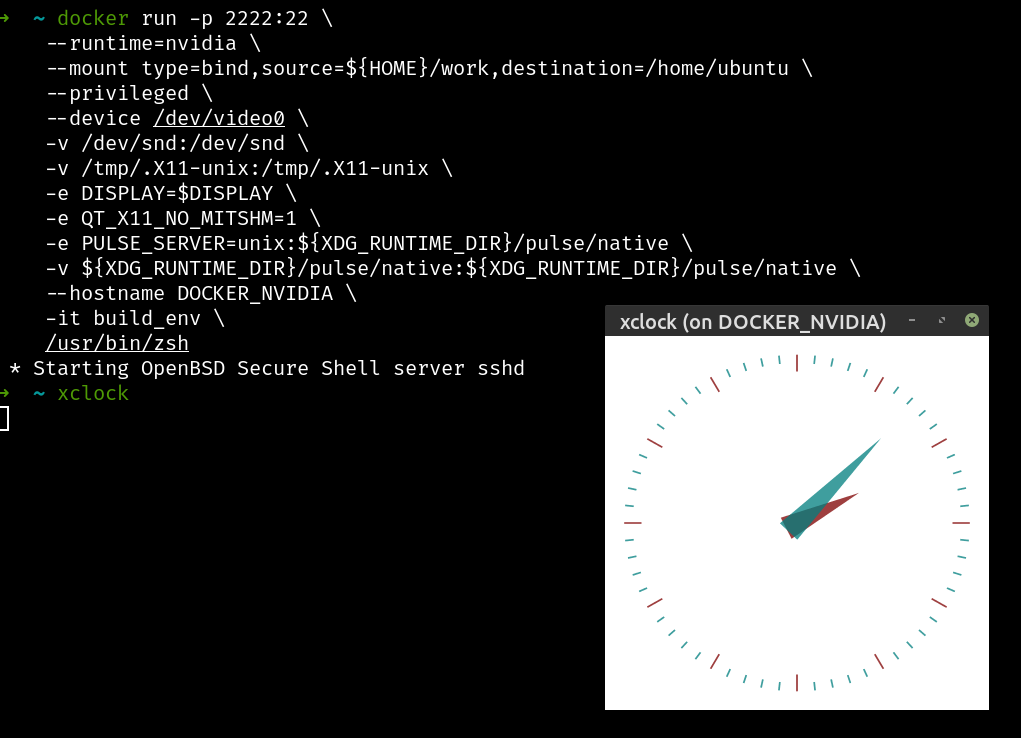 → ~ docker run -p 2222:22 \
--runtime=nvidia \
--mount type=bind,source=${HOME}/work,destination=/home/ubuntu \
--privileged \
--device /dev/video0 \
-v /dev/snd:/dev/snd \
-v /tmp/.X11-unix:/tmp/.X11-unix \
-e DISPLAY=$DISPLAY \
-e QT_X11_NO_MITSHM=1 \
-e PULSE_SERVER=unix:${XDG_RUNTIME_DIR}/pulse/native \
-v ${XDG_RUNTIME_DIR}/pulse/native:${XDG_RUNTIME_DIR}/pulse/native \
--hostname DOCKER_NVIDIA \
-it build_env \
/usr/bin/zsh
* Starting OpenBSD Secure Shell server sshd
→ ~ xclock
xclock (on DOCKER_NVIDIA)